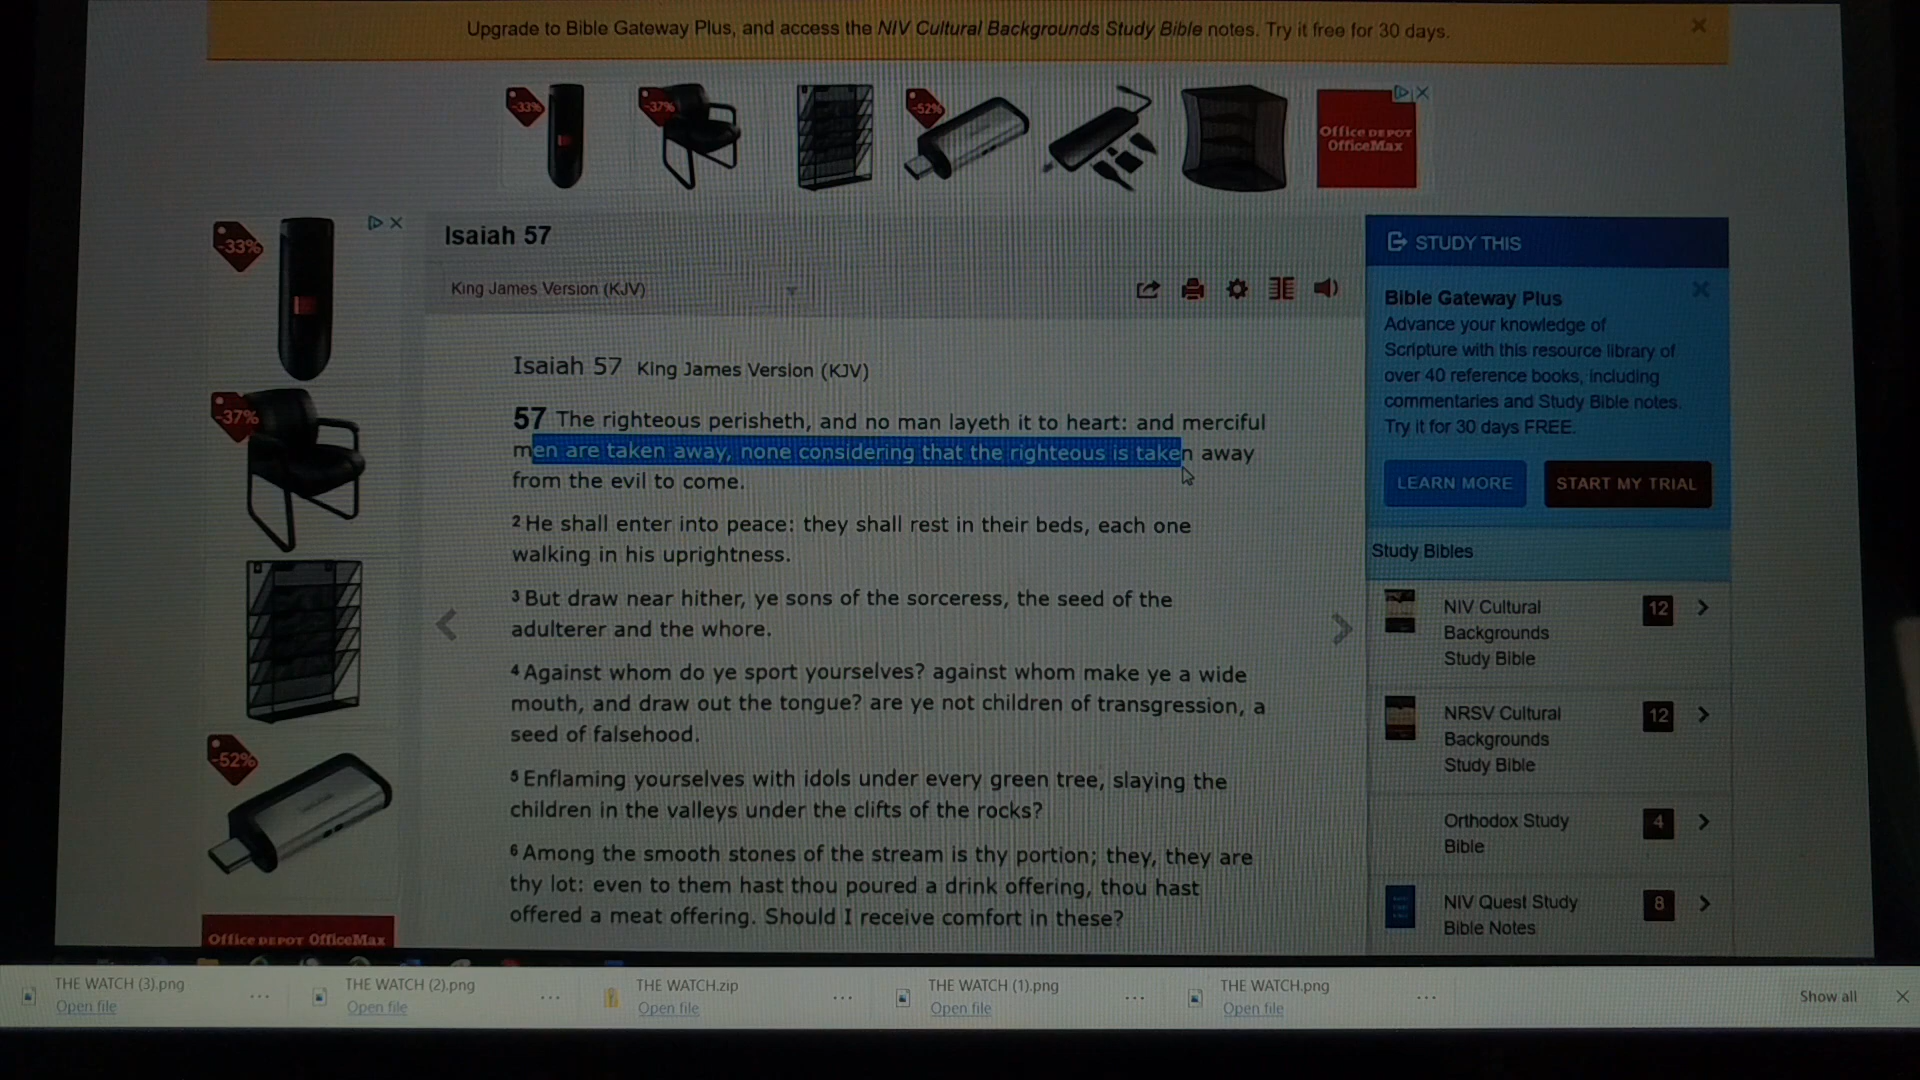 Upgrade to Bible Gateway Plus, and access the NIV Cultural Backgrounds Study Bible notes. Try it free for 30 days.
-33%
-37%
-52%
Office DEPOT
OfficeMax
-33%
-37%
-52%
Office DEPOT OfficeMax
Isaiah 57
King James Version (KJV)
Isaiah 57 King James Version (KJV)
57 The righteous perisheth, and no man layeth it to heart: and merciful
men are taken away, none considering that the righteous is taken away
from the evil to come.
2 He shall enter into peace: they shall rest in their beds, each one
walking in his uprightness.
3 But draw near hither, ye sons of the sorceress, the seed of the
adulterer and the whore.
4 Against whom do ye sport yourselves? against whom make ye a wide
mouth, and draw out the tongue? are ye not children of transgression, a
seed of falsehood.
5 Enflaming yourselves with idols under every green tree, slaying the
children in the valleys under the clifts of the rocks?
6 Among the smooth stones of the stream is thy portion; they, they are
thy lot: even to them hast thou poured a drink offering, thou hast
offered a meat offering. Should I receive comfort in these?
STUDY THIS
Bible Gateway Plus
Advance your knowledge of
Scripture with this resource library of
over 40 reference books, including
commentaries and Study Bible notes.
Try it for 30 days FREE.
LEARN MORE
START MY TRIAL
Study Bibles
NIV Cultural
Backgrounds
Study Bible
12
NRSV Cultural
Backgrounds
Study Bible
12
Orthodox Study
Bible
4
NIV Quest Study
Bible Notes
8
THE WATCH (3).png
Open file
THE WATCH (2).png
Open file
THE WATCH.zip
Open file
THE WATCH (1).png
Open file
THE WATCH.png
Open file
Show all